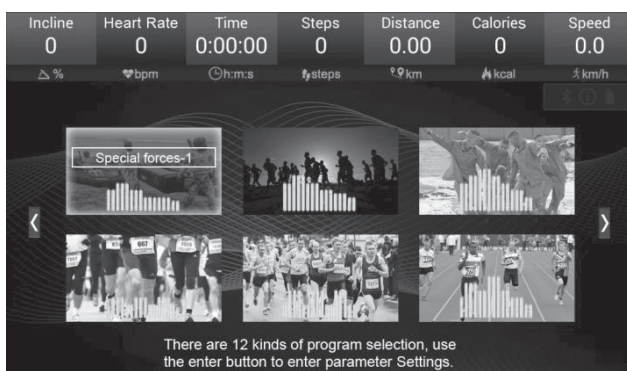 Incline Heart Rate Time Steps Distance Calories Speed
0 0 0:00:00 0 0.00 0 0.0
% bpm h:m:s steps km kcal km/h
Special forces-1
667
There are 12 kinds of program selection, use
the enter button to enter parameter Settings.